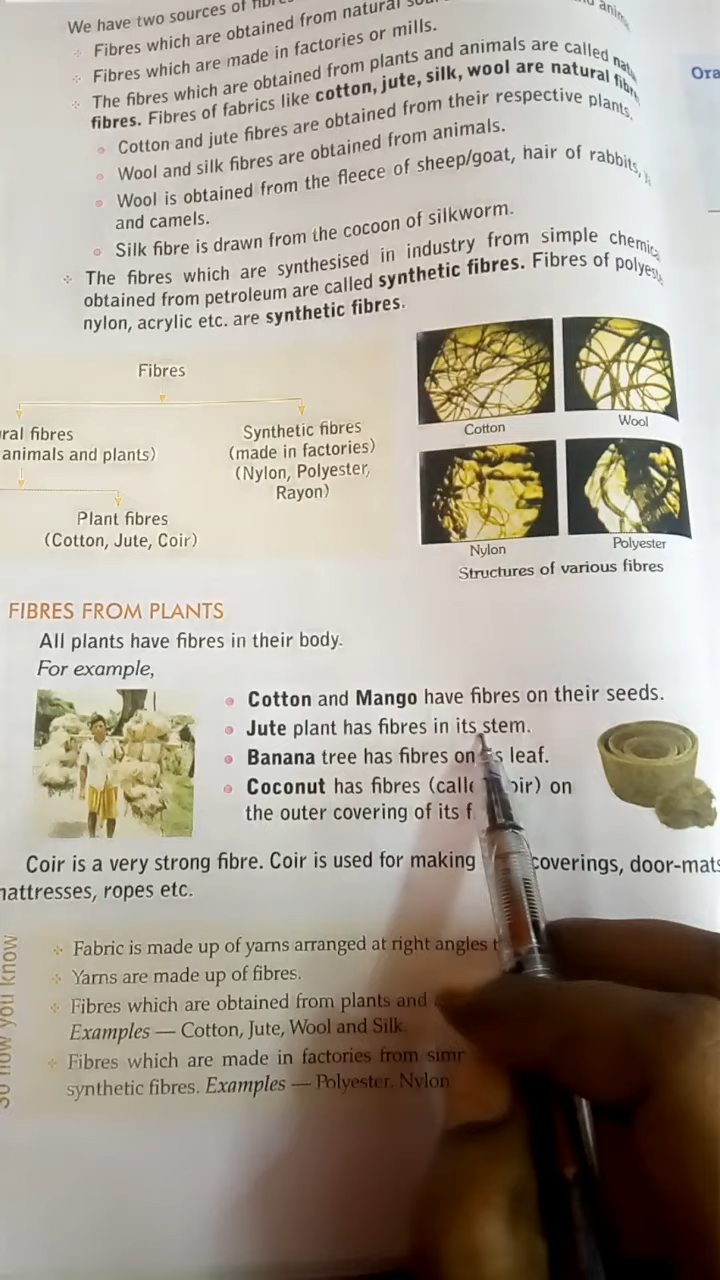 We have two sources of
Fibres which are obtained from natural
Fibres which are made in factories or mills.
The fibres which are obtained from plants and animals are called
fibres. Fibres of fabrics like cotton, jute, silk, wool are natural
Cotton and jute fibres are obtained from their respective plants.
Wool and silk fibres are obtained from animals.
Wool is obtained from the fleece of sheep/goat, hair of rabbits,
and camels.
Silk fibre is drawn from the cocoon of silkworm.
The fibres which are synthesised in industry from simple
obtained from petroleum are called synthetic fibres. Fibres of
nylon, acrylic etc. are synthetic fibres.
Ora
Fibres
ral fibres
animals and plants)
Synthetic fibres
(made in factories)
(Nylon, Polyester,
Rayon)
Plant fibres
(Cotton, Jute, Coir)
Cotton
Wool
Nylon
Polyester
Structures of various fibres
FIBRES FROM PLANTS
All plants have fibres in their body.
For example,
Cotton and Mango have fibres on their seeds.
Jute plant has fibres in its stem.
Banana tree has fibres on leaf.
Coconut has fibres on
the outer covering of its
Coir is a very strong fibre. Coir is used for making coverings, door-mats
mattresses, ropes etc.
So now you know
Fabric is made up of yarns arranged at right angles
Yarns are made up of fibres.
Fibres which are obtained from plants and
Examples — Cotton, Jute, Wool and Silk
Fibres which are made in factories from
synthetic fibres. Examples — Polyester, Nylon